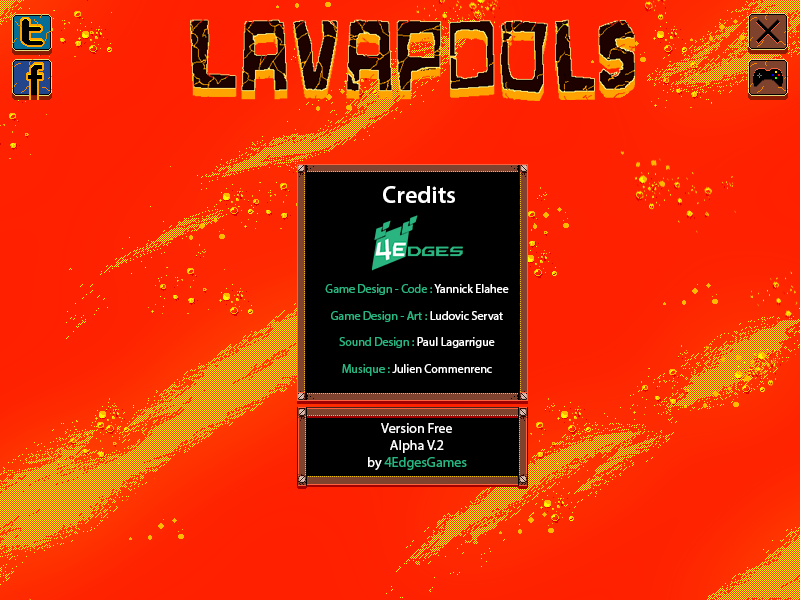 LAVAPOOLS
Credits
4EDGES
Game Design - Code : Yannick Elahee
Game Design - Art : Ludovic Servat
Sound Design : Paul Lagarrigue
Musique : Julien Commenrenc
Version Free
Alpha V.2
by 4EdgesGames